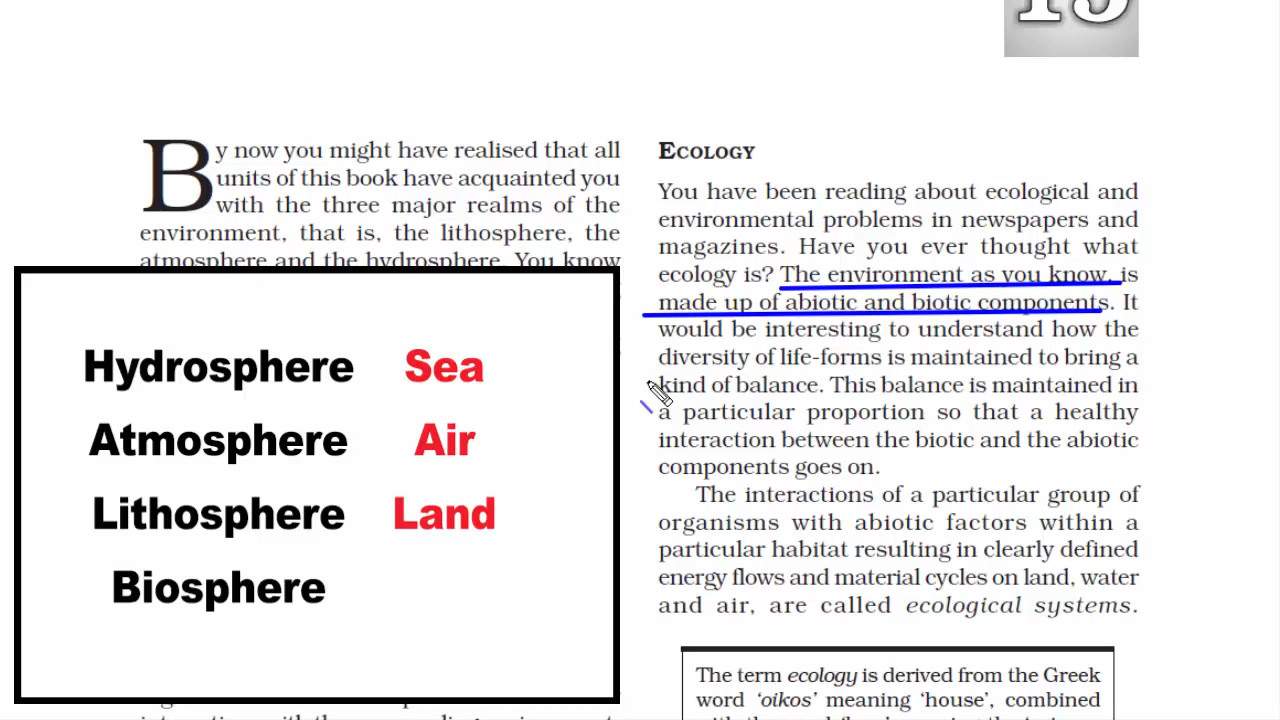 15
By now you might have realised that all
units of this book have acquainted you
with the three major realms of the
environment, that is, the lithosphere, the
atmosphere and the hydrosphere. You know
Hydrosphere Sea
Atmosphere Air
Lithosphere Land
Biosphere
ECOLOGY
You have been reading about ecological and
environmental problems in newspapers and
magazines. Have you ever thought what
ecology is? The environment as you know, is
made up of abiotic and biotic components. It
would be interesting to understand how the
diversity of life-forms is maintained to bring a
kind of balance. This balance is maintained in
a particular proportion so that a healthy
interaction between the biotic and the abiotic
components goes on.
The interactions of a particular group of
organisms with abiotic factors within a
particular habitat resulting in clearly defined
energy flows and material cycles on land, water
and air, are called ecological systems.
The term ecology is derived from the Greek
word ‘oikos’ meaning ‘house’, combined